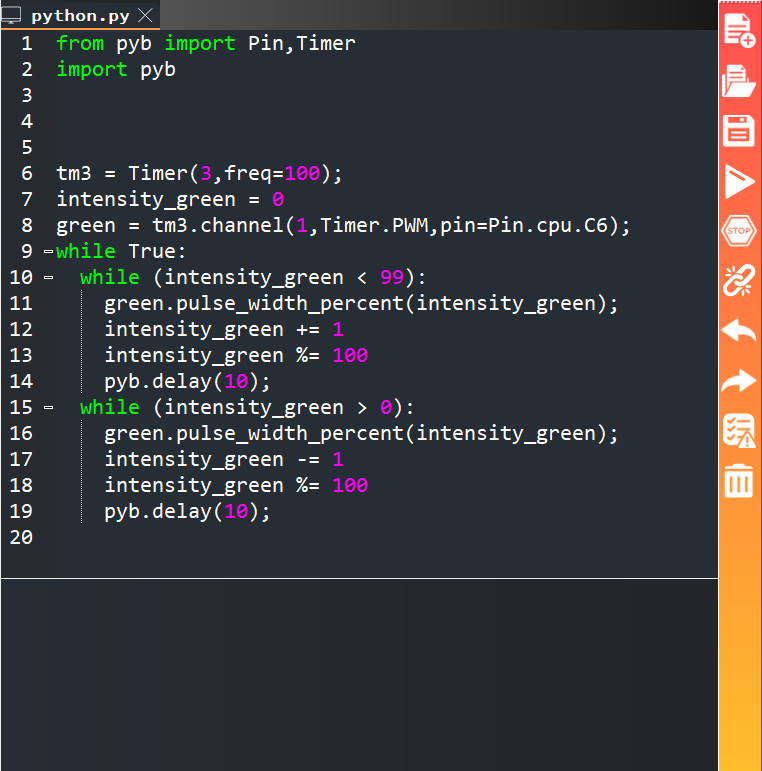 python.py
1 from pyb import Pin,Timer
2 import pyb
3
4
5
6 tm3 = Timer(3,freq=100);
7 intensity_green = 0
8 green = tm3.channel(1,Timer.PWM,pin=Pin.cpu.C6);
9 while True:
10   while (intensity_green < 99):
11     green.pulse_width_percent(intensity_green);
12     intensity_green += 1
13     intensity_green %= 100
14     pyb.delay(10);
15   while (intensity_green > 0):
16     green.pulse_width_percent(intensity_green);
17     intensity_green -= 1
18     intensity_green %= 100
19     pyb.delay(10);
20
STOP